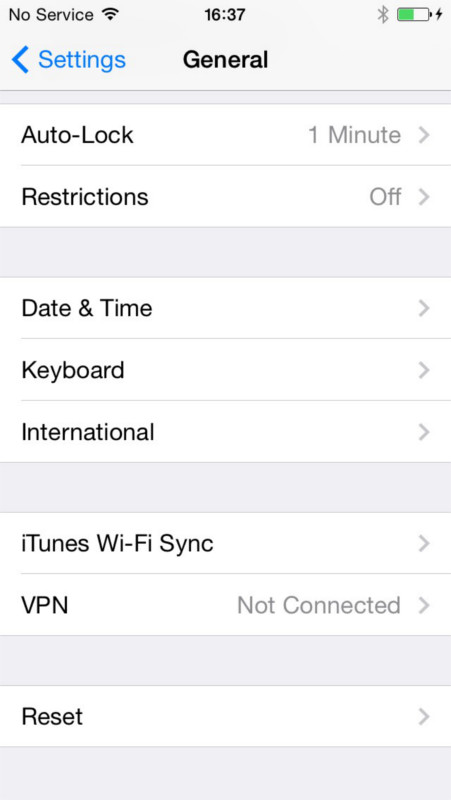 No Service 16:37
Settings General
Auto-Lock 1 Minute
Restrictions Off
Date & Time
Keyboard
International
iTunes Wi-Fi Sync
VPN Not Connected
Reset